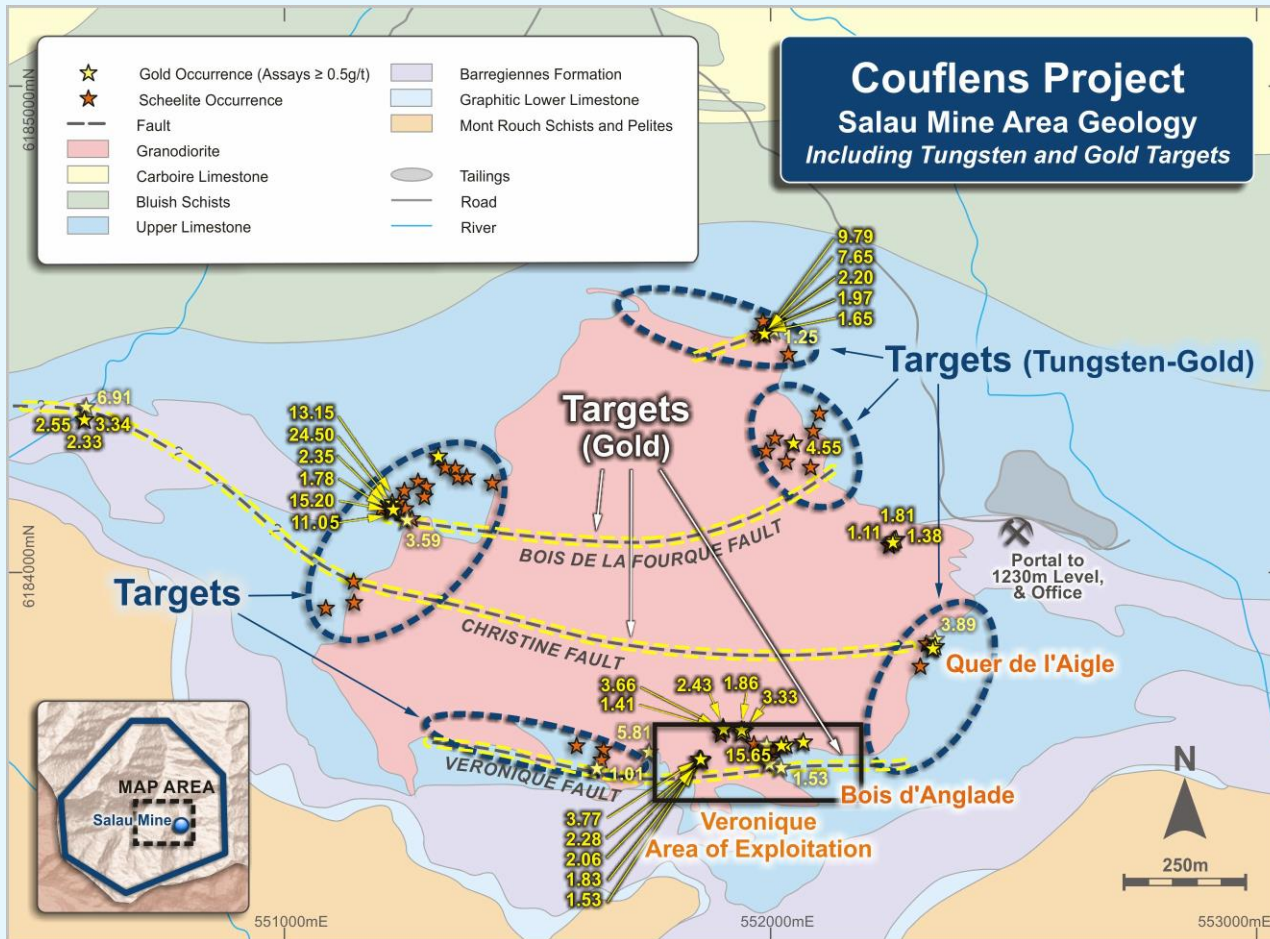 Couflens Project
Salau Mine Area Geology
Including Tungsten and Gold Targets
Gold Occurrence (Assays ≥ 0.5g/t)
Scheelite Occurrence
Fault
Granodiorite
Carboire Limestone
Bluish Schists
Upper Limestone
Barregiennes Formation
Graphitic Lower Limestone
Mont Rouch Schists and Pelites
Tailings
Road
River
6185000mN
9.79
7.65
2.20
1.97
1.65
1.25
Targets (Tungsten-Gold)
Targets
(Gold)
6.91
2.55
3.34
2.33
13.15
24.50
2.35
1.78
15.20
11.05
3.59
4.55
BOIS DE LA FOURQUE FAULT
1.81
1.11
1.38
Portal to
1230m Level,
& Office
6184000mN
Targets
CHRISTINE FAULT
3.89
Quer de l'Aigle
3.66
1.41
2.43
1.86
3.33
5.81
15.65
1.01
1.53
VERONIQUE FAULT
Bois d'Anglade
Veronique
Area of Exploitation
3.77
2.28
2.06
1.83
1.53
MAP AREA
Salau Mine
N
250m
551000mE
552000mE
553000mE